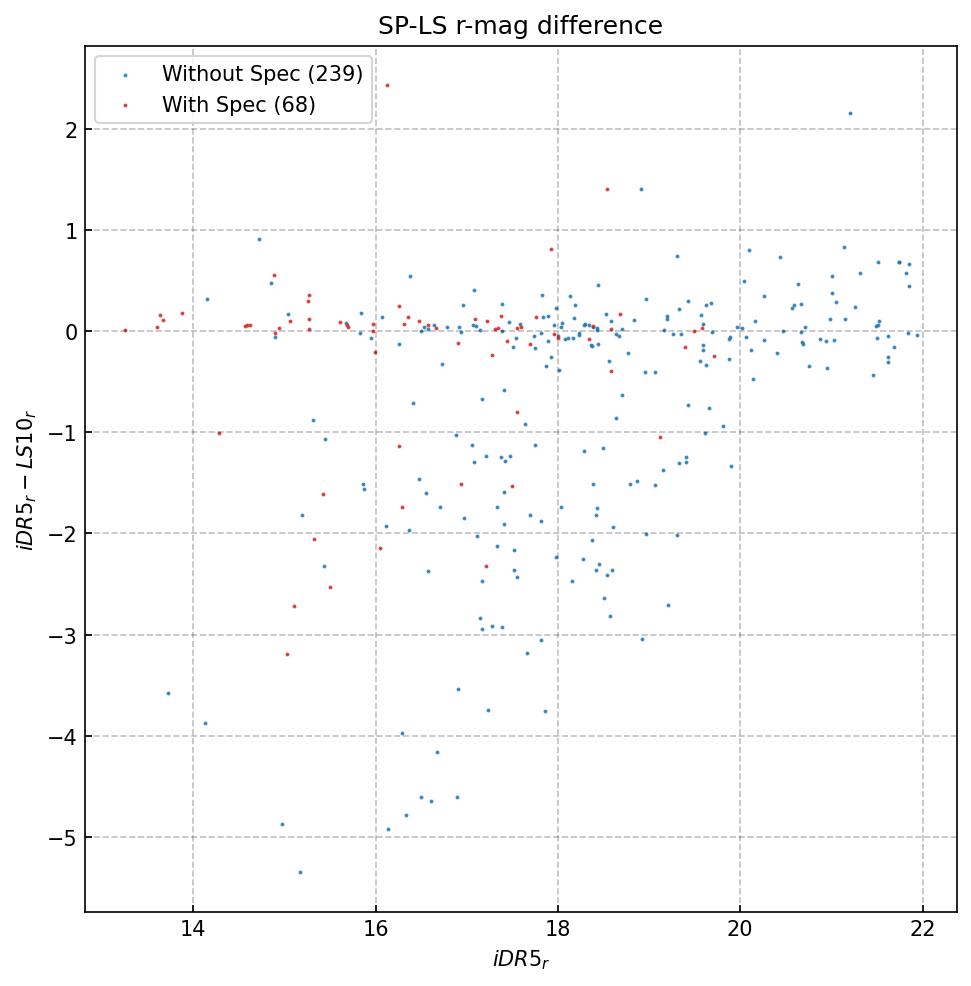 SP-LS r-mag difference
Without Spec (239)
With Spec (68)
2
1
0
−1
−2
−3
−4
−5
iDR5r − LS10r
14 16 18 20 22
iDR5r